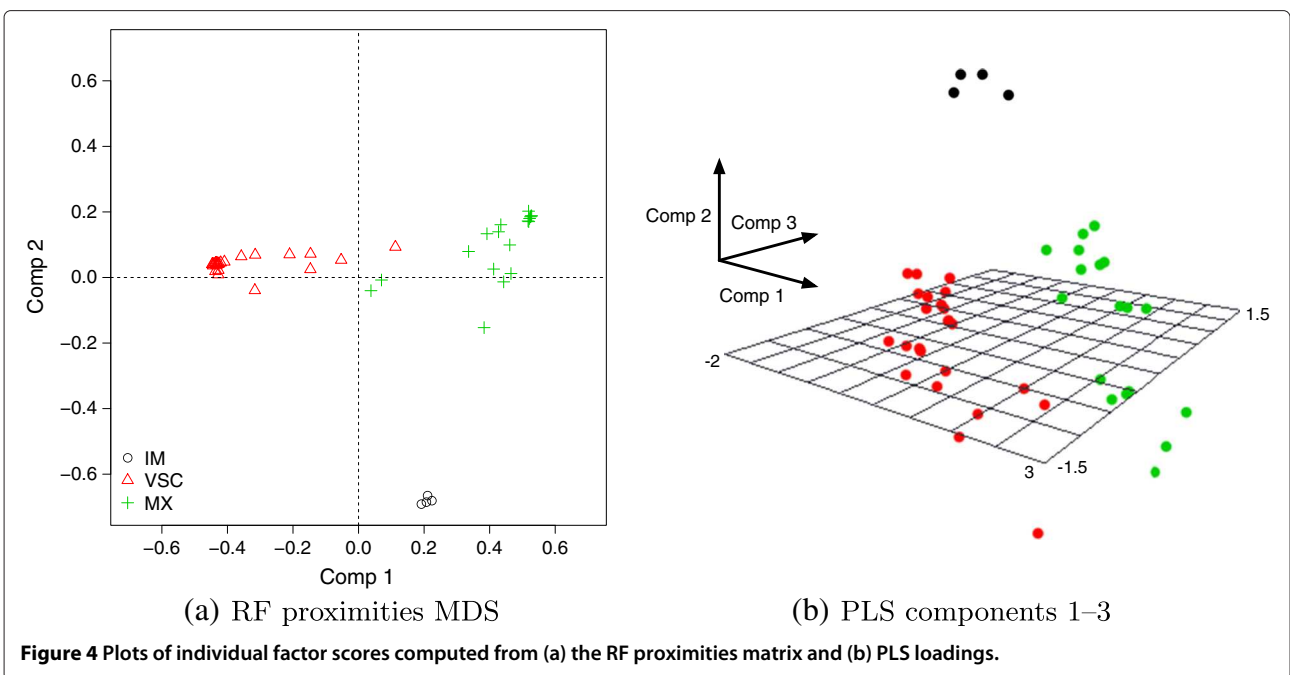 0.6
0.4
0.2
0.0
−0.2
−0.4
−0.6
Comp 2
IM
VSC
MX
−0.6 −0.4 −0.2 0.0 0.2 0.4 0.6
Comp 1
(a) RF proximities MDS
Comp 2
Comp 3
Comp 1
-2
1.5
3
-1.5
(b) PLS components 1–3
Figure 4 Plots of individual factor scores computed from (a) the RF proximities matrix and (b) PLS loadings.